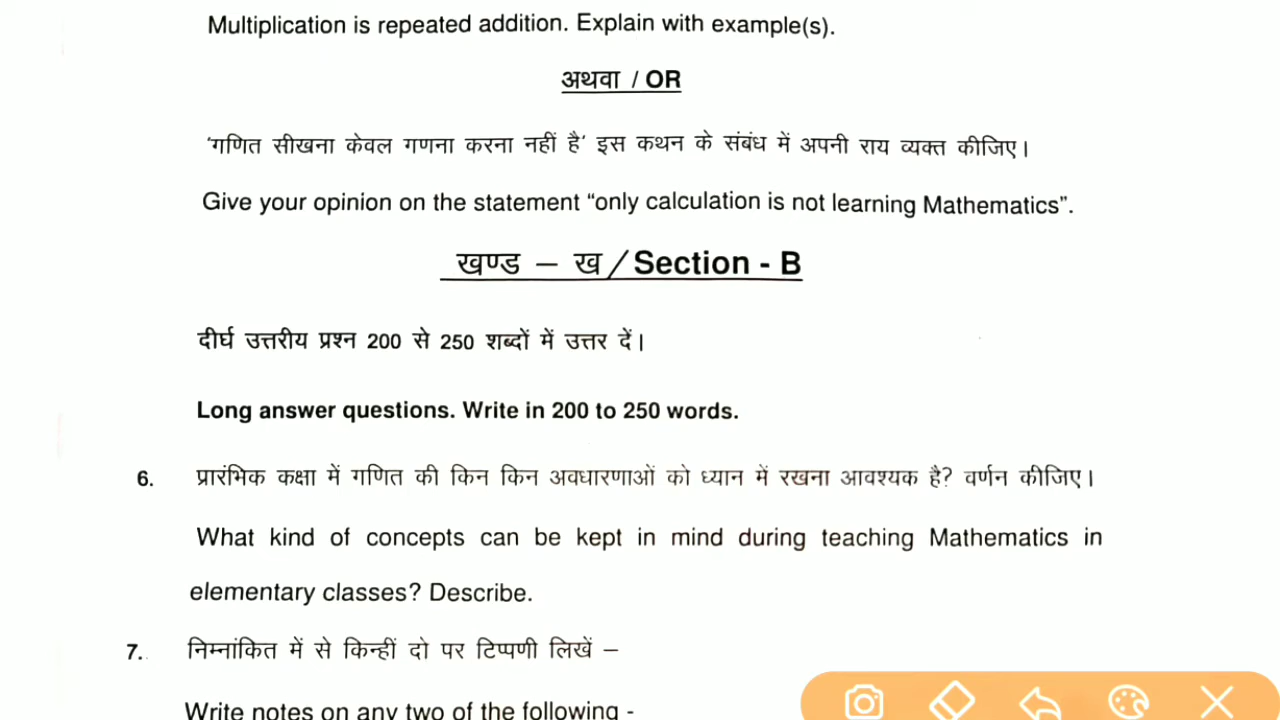 Multiplication is repeated addition. Explain with example(s).
अथवा / OR
'गणित सीखना केवल गणना करना नहीं है' इस कथन के संबंध में अपनी राय व्यक्त कीजिए।
Give your opinion on the statement “only calculation is not learning Mathematics”.
खण्ड – ख / Section - B
दीर्घ उत्तरीय प्रश्न 200 से 250 शब्दों में उत्तर दें।
Long answer questions. Write in 200 to 250 words.
6. प्रारंभिक कक्षा में गणित की किन किन अवधारणाओं को ध्यान में रखना आवश्यक है? वर्णन कीजिए।
What kind of concepts can be kept in mind during teaching Mathematics in
elementary classes? Describe.
7. निम्नांकित में से किन्हीं दो पर टिप्पणी लिखें –
Write notes on any two of the following -